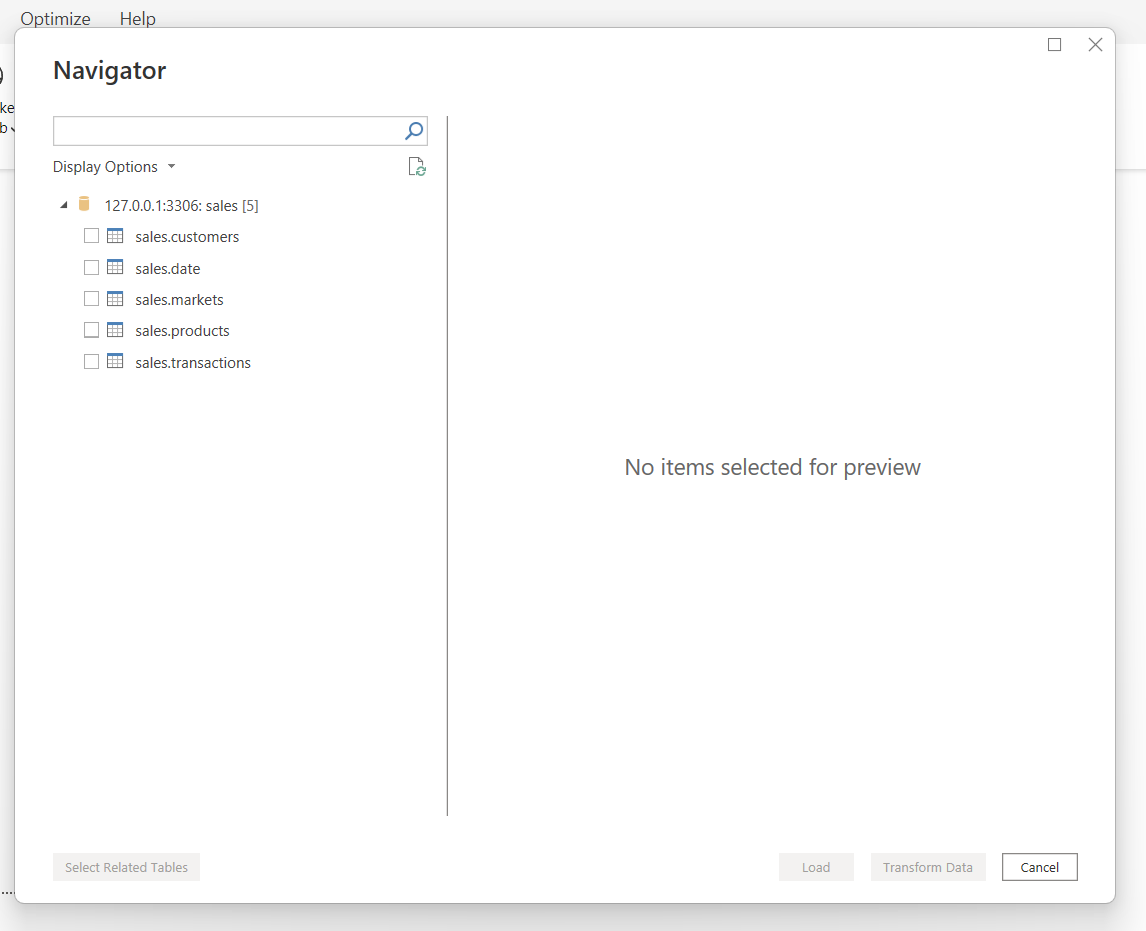 Optimize Help
Navigator
ke
b
Display Options
127.0.0.1:3306: sales [5]
sales.customers
sales.date
sales.markets
sales.products
sales.transactions
No items selected for preview
Select Related Tables
Load
Transform Data
Cancel